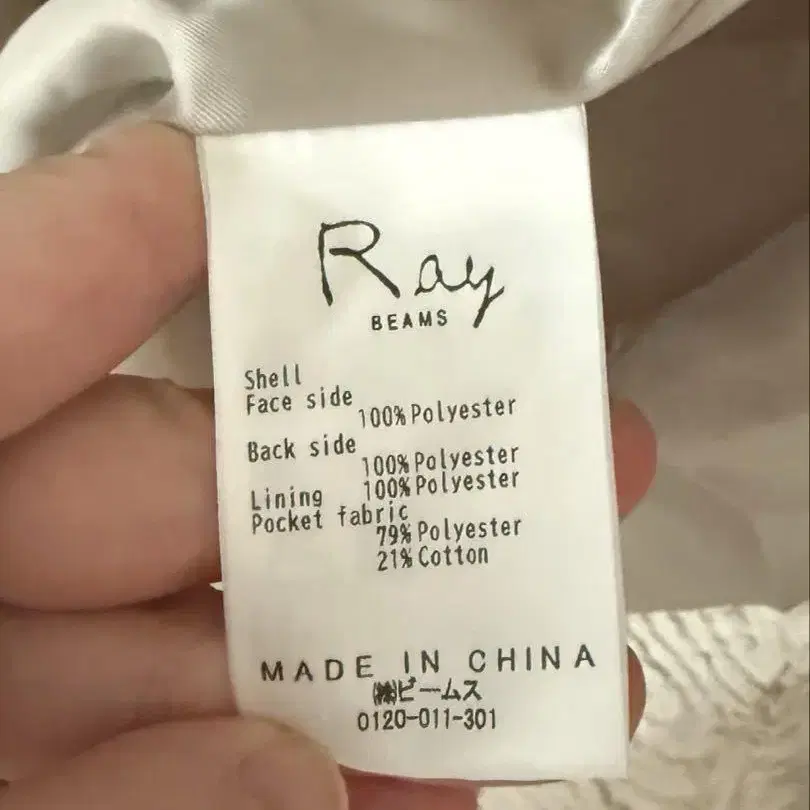 Ray
BEAMS
Shell
Face side
100%Polyester
Back side
100%Polyester
Lining 100%Polyester
Pocket fabric
79%Polyester
21%Cotton
MADE IN CHINA
㈱ビームス
0120-011-301